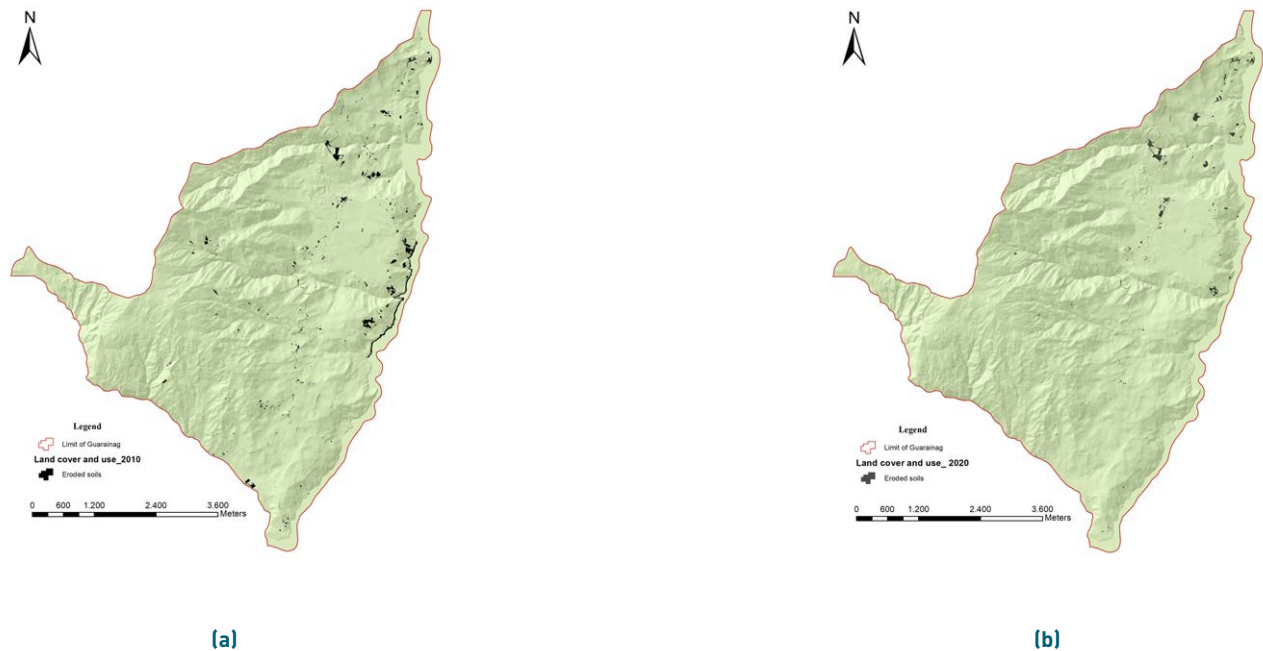 N
Legend
Limit of Guarainag
Land cover and use_2010
Eroded soils
0 600 1.200 2.400 3.600
Meters
(a)
N
Legend
Limit of Guarainag
Land cover and use_ 2020
Eroded soils
0 600 1.200 2.400 3.600
Meters
(b)